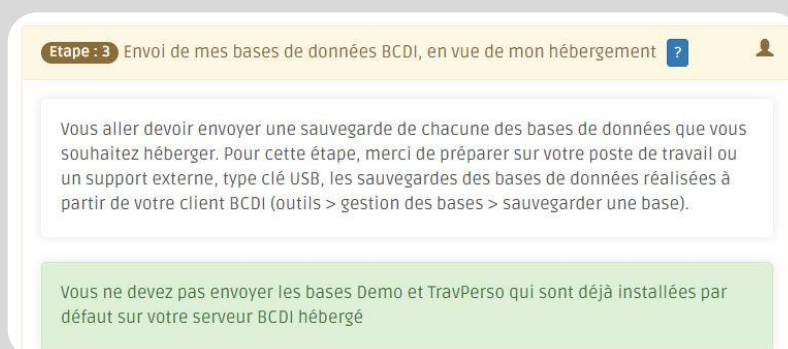 Etape : 3 Envoi de mes bases de données BCDI, en vue de mon hébergement ?
Vous aller devoir envoyer une sauvegarde de chacune des bases de données que vous
souhaitez héberger. Pour cette étape, merci de préparer sur votre poste de travail ou
un support externe, type clé USB, les sauvegardes des bases de données réalisées à
partir de votre client BCDI (outils > gestion des bases > sauvegarder une base).
Vous ne devez pas envoyer les bases Demo et TravPerso qui sont déjà installées par
défaut sur votre serveur BCDI hébergé